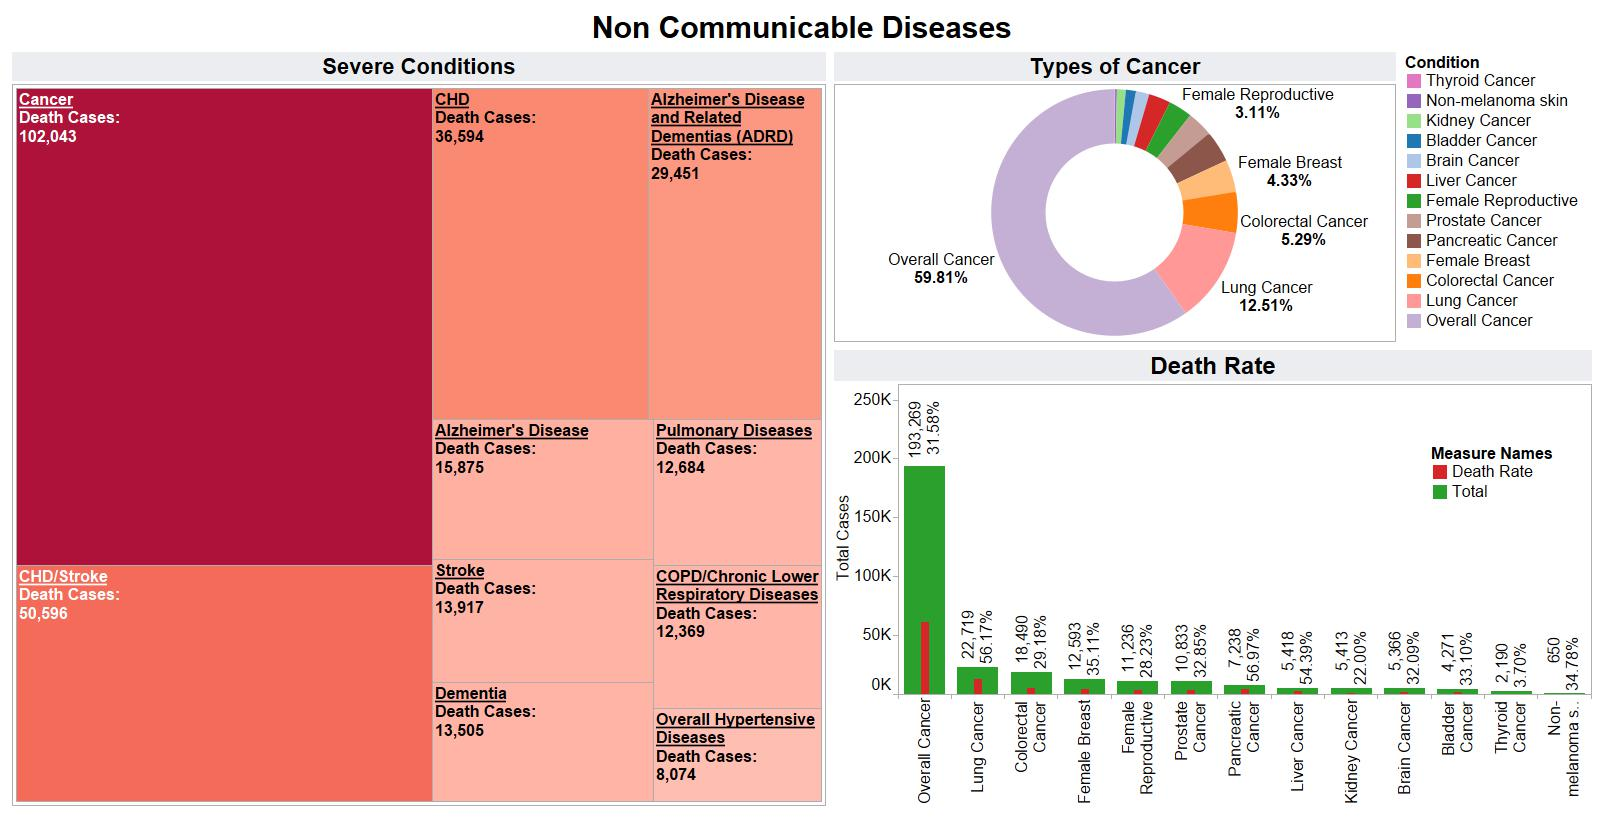 Non Communicable Diseases
Severe Conditions
Cancer
Death Cases:
102,043
CHD/Stroke
Death Cases:
50,596
CHD
Death Cases:
36,594
Alzheimer's Disease
and Related
Dementias (ADRD)
Death Cases:
29,451
Alzheimer's Disease
Death Cases:
15,875
Stroke
Death Cases:
13,917
Dementia
Death Cases:
13,505
Pulmonary Diseases
Death Cases:
12,684
COPD/Chronic Lower
Respiratory Diseases
Death Cases:
12,369
Overall Hypertensive
Diseases
Death Cases:
8,074
Types of Cancer
Female Reproductive
3.11%
Female Breast
4.33%
Colorectal Cancer
5.29%
Lung Cancer
12.51%
Overall Cancer
59.81%
Condition
Thyroid Cancer
Non-melanoma skin
Kidney Cancer
Bladder Cancer
Brain Cancer
Liver Cancer
Female Reproductive
Prostate Cancer
Pancreatic Cancer
Female Breast
Colorectal Cancer
Lung Cancer
Overall Cancer
Death Rate
Total Cases
250K
200K
150K
100K
50K
0K
193,269
31.58%
22,719
56.17%
18,490
29.18%
12,593
35.11%
11,236
28.23%
10,833
32.85%
7,238
56.97%
5,418
54.39%
5,413
22.00%
5,366
32.09%
4,271
33.10%
2,190
3.70%
650
34.78%
Measure Names
Death Rate
Total
Overall Cancer
Lung Cancer
Colorectal
Cancer
Female Breast
Female
Reproductive
Prostate
Cancer
Pancreatic
Cancer
Liver Cancer
Kidney Cancer
Brain Cancer
Bladder
Cancer
Thyroid
Cancer
Non-
melanoma s..